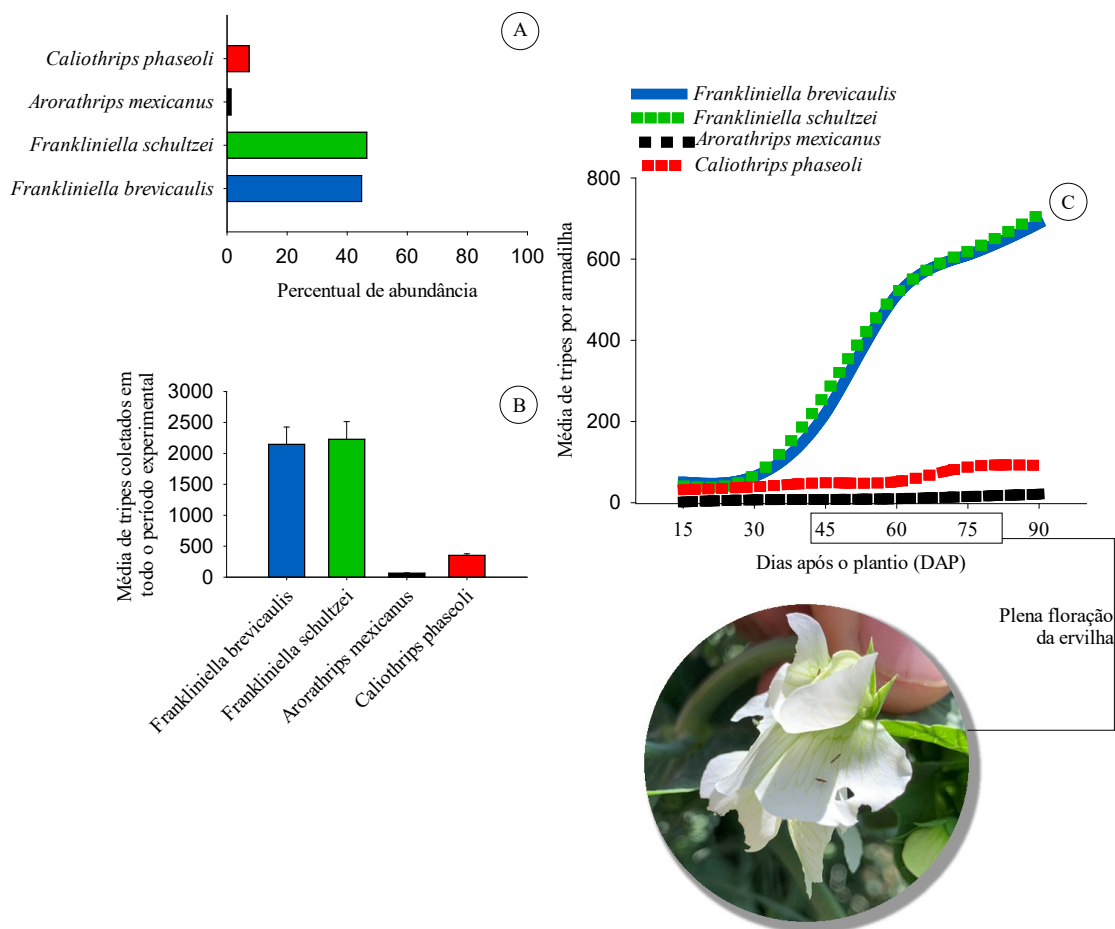 A
Caliothrips phaseoli
Arorathrips mexicanus
Frankliniella schultzei
Frankliniella brevicaulis
0 20 40 60 80 100
Percentual de abundância
B
Média de tripes coletados em
todo o período experimental
3000
2500
2000
1500
1000
500
0
Frankliniella brevicaulis
Frankliniella schultzei
Arorathrips mexicanus
Caliothrips phaseoli
Frankliniella brevicaulis
Frankliniella schultzei
Arorathrips mexicanus
Caliothrips phaseoli
C
Média de tripes por armadilha
800
600
400
200
0
15 30 45 60 75 90
Dias após o plantio (DAP)
Plena floração
da ervilha